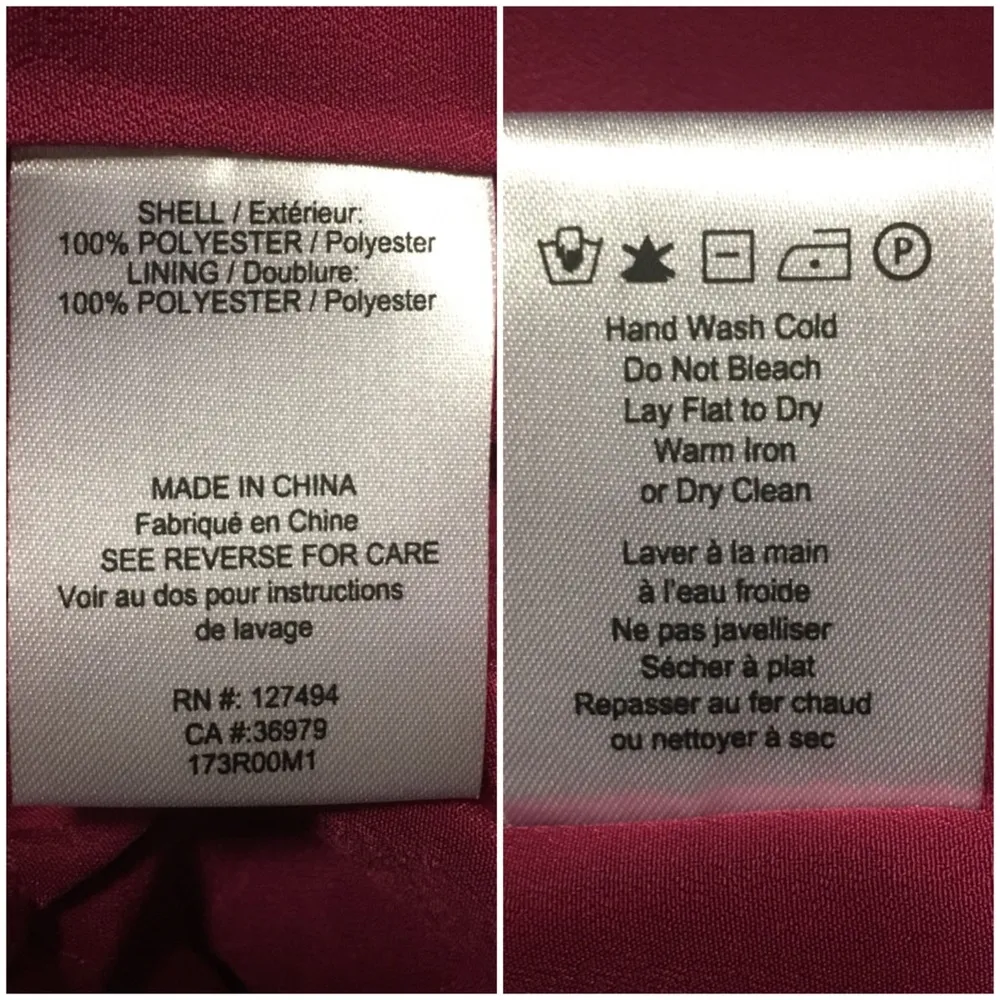 SHELL / Extérieur:
100% POLYESTER / Polyester
LINING / Doublure:
100% POLYESTER / Polyester
MADE IN CHINA
Fabriqué en Chine
SEE REVERSE FOR CARE
Voir au dos pour instructions
de lavage
RN #: 127494
CA #:36979
173R00M1
P
Hand Wash Cold
Do Not Bleach
Lay Flat to Dry
Warm Iron
or Dry Clean
Laver à la main
à l'eau froide
Ne pas javelliser
Sécher à plat
Repasser au fer chaud
ou nettoyer à sec